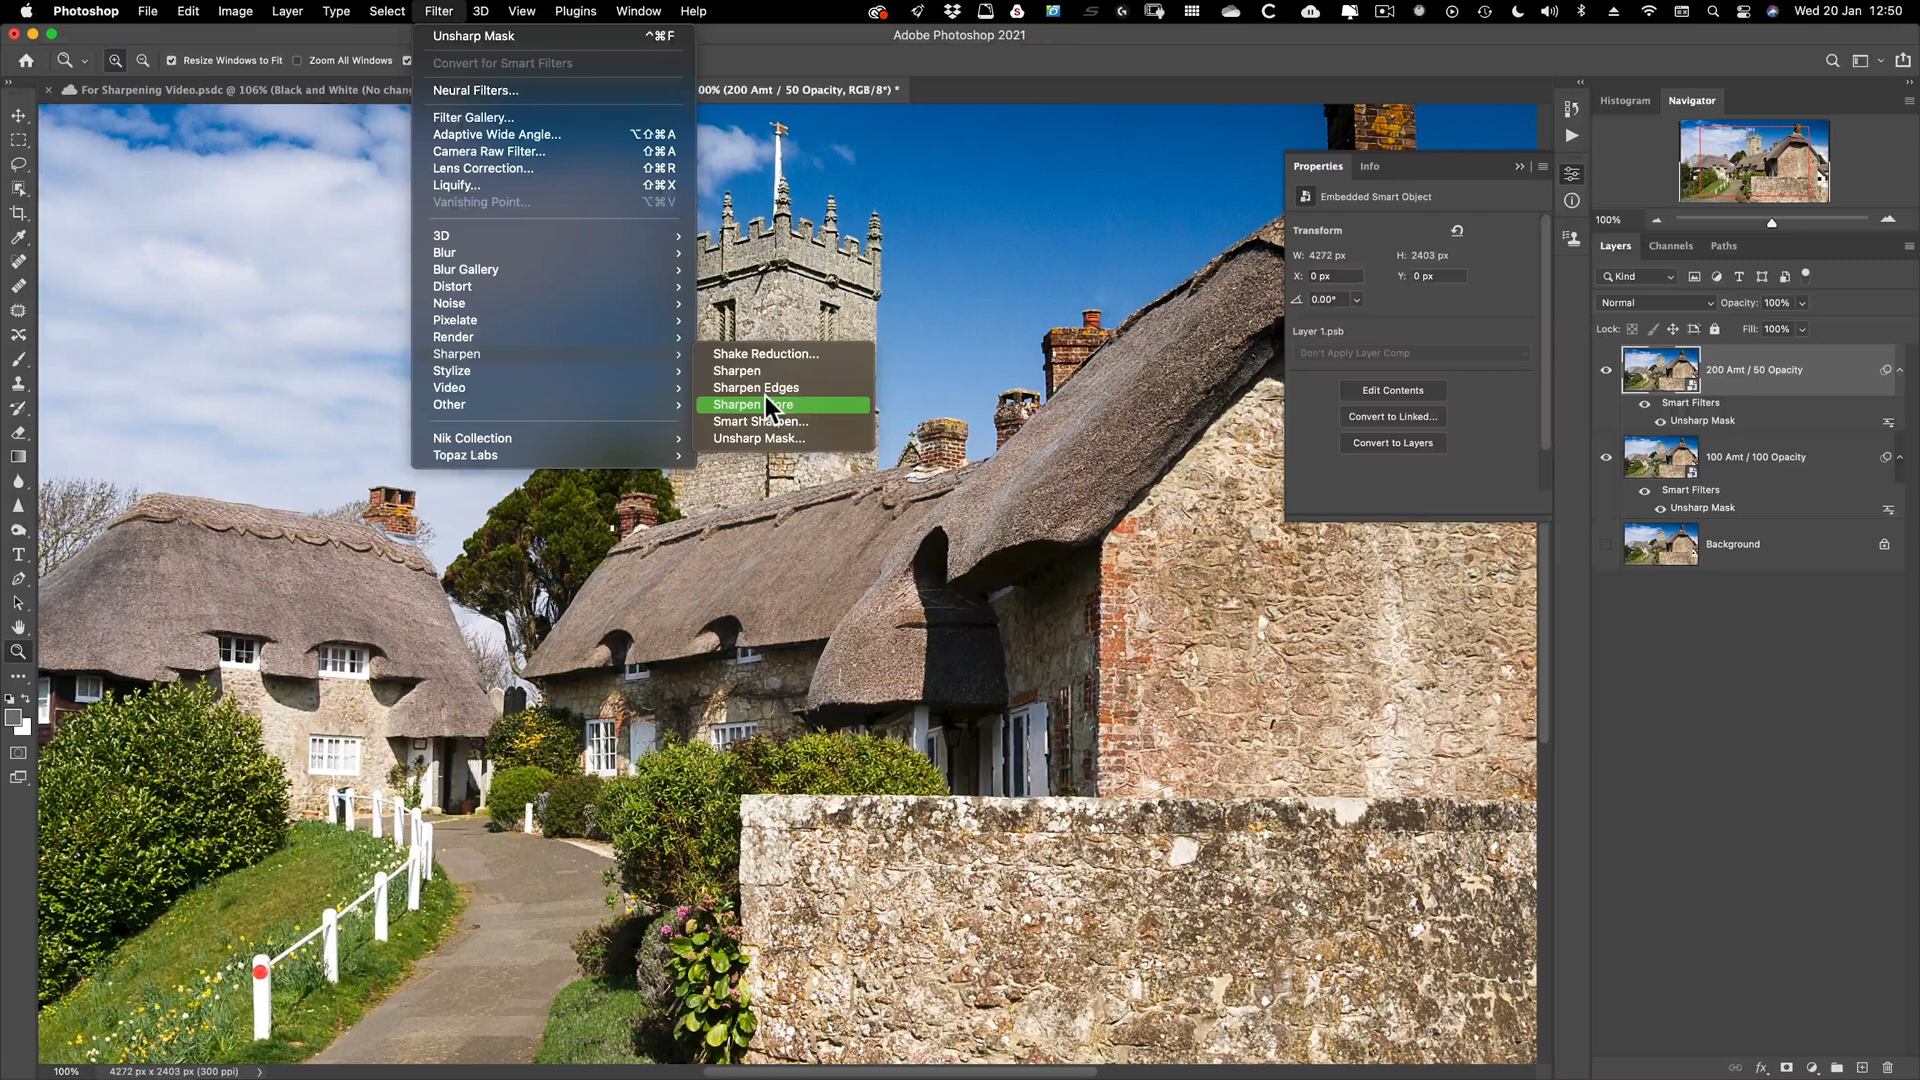 Photoshop File Edit Image Layer Type Select Filter 3D View Plugins Window Help Wed 20 Jan 12:50
Adobe Photoshop 2021
Resize Windows to Fit Zoom All Windows
For Sharpening Video.psdc @ 106% (Black and White (No chang
00% (200 Amt / 50 Opacity, RGB/8*) *
Unsharp Mask ^⌘F
Convert for Smart Filters
Neural Filters...
Filter Gallery...
Adaptive Wide Angle... ⌥⇧⌘A
Camera Raw Filter... ⇧⌘A
Lens Correction... ⇧⌘R
Liquify... ⇧⌘X
Vanishing Point... ⌥⌘V
3D
Blur
Blur Gallery
Distort
Noise
Pixelate
Render
Sharpen
Stylize
Video
Other
Nik Collection
Topaz Labs
Shake Reduction...
Sharpen
Sharpen Edges
Sharpen ore
Smart Sharpen...
Unsharp Mask...
Properties Info
Embedded Smart Object
Transform
W: 4272 px H: 2403 px
X: 0 px Y: 0 px
0.00°
Layer 1.psb
Don't Apply Layer Comp
Edit Contents
Convert to Linked...
Convert to Layers
Histogram Navigator
100%
Layers Channels Paths
Kind
Normal Opacity: 100%
Lock: Fill: 100%
200 Amt / 50 Opacity
Smart Filters
Unsharp Mask
100 Amt / 100 Opacity
Smart Filters
Unsharp Mask
Background
fx
100% 4272 px x 2403 px (300 ppi)